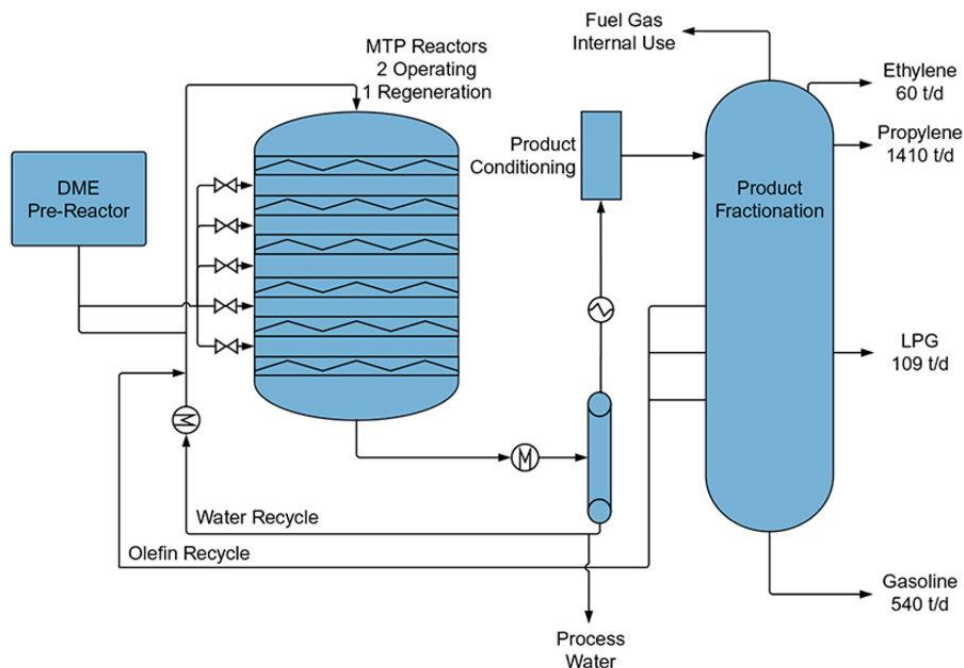 Fuel Gas
Internal Use
MTP Reactors
2 Operating
1 Regeneration
Ethylene
60 t/d
Propylene
1410 t/d
Product
Conditioning
DME
Pre-Reactor
Product
Fractionation
LPG
109 t/d
Water Recycle
Olefin Recycle
Gasoline
540 t/d
Process
Water